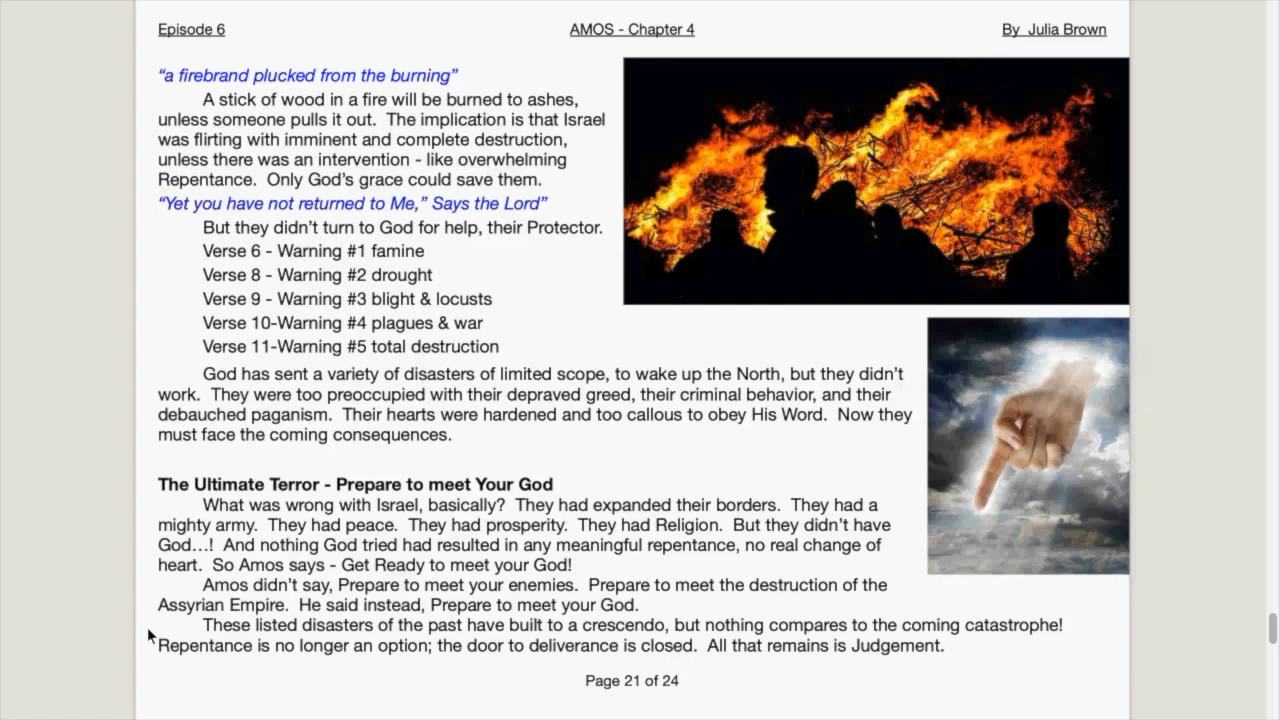 Episode 6 AMOS - Chapter 4 By Julia Brown
“a firebrand plucked from the burning”
A stick of wood in a fire will be burned to ashes,
unless someone pulls it out. The implication is that Israel
was flirting with imminent and complete destruction,
unless there was an intervention - like overwhelming
Repentance. Only God’s grace could save them.
“Yet you have not returned to Me,” Says the Lord”
But they didn’t turn to God for help, their Protector.
Verse 6 - Warning #1 famine
Verse 8 - Warning #2 drought
Verse 9 - Warning #3 blight & locusts
Verse 10-Warning #4 plagues & war
Verse 11-Warning #5 total destruction
God has sent a variety of disasters of limited scope, to wake up the North, but they didn’t
work. They were too preoccupied with their depraved greed, their criminal behavior, and their
debauched paganism. Their hearts were hardened and too callous to obey His Word. Now they
must face the coming consequences.
The Ultimate Terror - Prepare to meet Your God
What was wrong with Israel, basically? They had expanded their borders. They had a
mighty army. They had peace. They had prosperity. They had Religion. But they didn’t have
God…! And nothing God tried had resulted in any meaningful repentance, no real change of
heart. So Amos says - Get Ready to meet your God!
Amos didn’t say, Prepare to meet your enemies. Prepare to meet the destruction of the
Assyrian Empire. He said instead, Prepare to meet your God.
These listed disasters of the past have built to a crescendo, but nothing compares to the coming catastrophe!
Repentance is no longer an option; the door to deliverance is closed. All that remains is Judgement.
Page 21 of 24